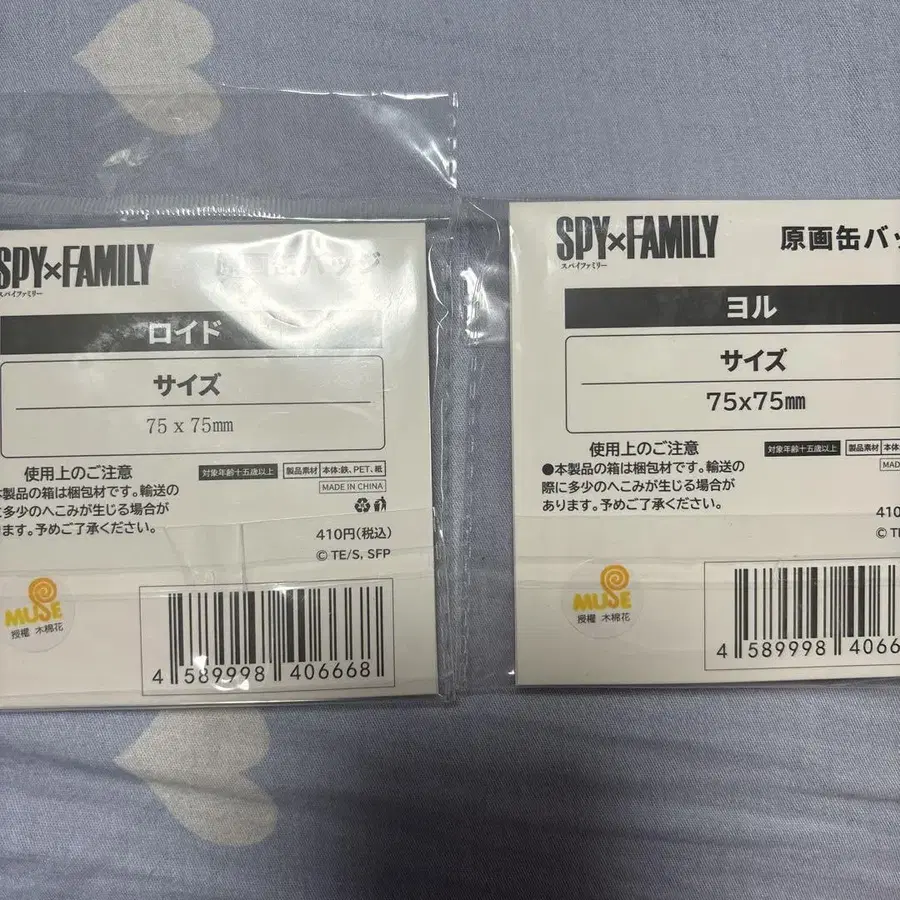 SPY×FAMILY
スパイファミリー
原画缶バッジ
ロイド
サイズ
75 x 75mm
使用上のご注意
本製品の箱は梱包材です。輸送の
に多少のへこみが生じる場合が
ります。予めご了承ください。
対象年齢十五歳以上
製品素材 本体:鉄、PET、紙
MADE IN CHINA
410円(税込)
© TE/S, SFP
MUSE
授權 木棉花
4 589998 406668
SPY×FAMILY
スパイファミリー
原画缶バッ
ヨル
サイズ
75x75mm
使用上のご注意
●本製品の箱は梱包材です。輸送の
際に多少のへこみが生じる場合が
あります。予めご了承ください。
対象年齢十五歳以上
製品素材 本体:
MA
410
© TE
MUSE
授權 木棉花
4 589998 4066